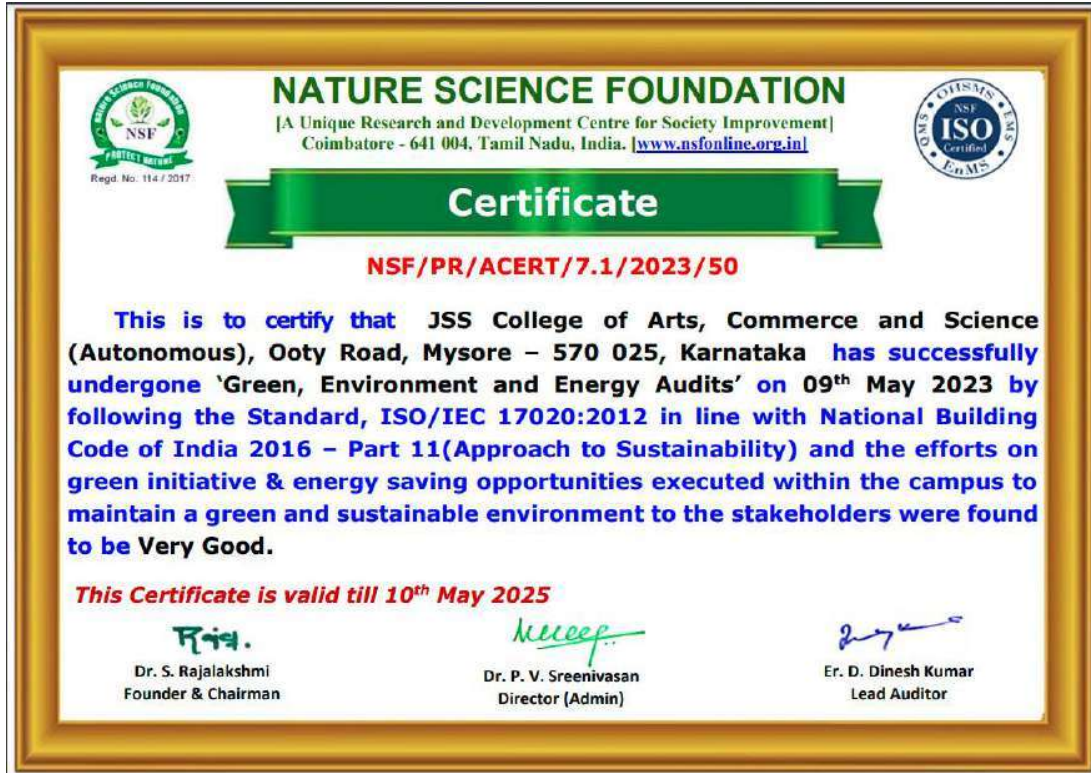 NATURE SCIENCE FOUNDATION
[A Unique Research and Development Centre for Society Improvement]
Coimbatore - 641 004, Tamil Nadu, India. [www.nsfonline.org.in]
Nature Science Foundation
NSF
PROTECT NATURE
Regd. No: 114 / 2017
OHSMS
QMS
EMS
NSF
ISO
Certified
EnMS
Certificate
NSF/PR/ACERT/7.1/2023/50
This is to certify that JSS College of Arts, Commerce and Science
(Autonomous), Ooty Road, Mysore – 570 025, Karnataka has successfully
undergone ‘Green, Environment and Energy Audits’ on 09th May 2023 by
following the Standard, ISO/IEC 17020:2012 in line with National Building
Code of India 2016 – Part 11(Approach to Sustainability) and the efforts on
green initiative & energy saving opportunities executed within the campus to
maintain a green and sustainable environment to the stakeholders were found
to be Very Good.
This Certificate is valid till 10th May 2025
Dr. S. Rajalakshmi
Founder & Chairman
Dr. P. V. Sreenivasan
Director (Admin)
Er. D. Dinesh Kumar
Lead Auditor